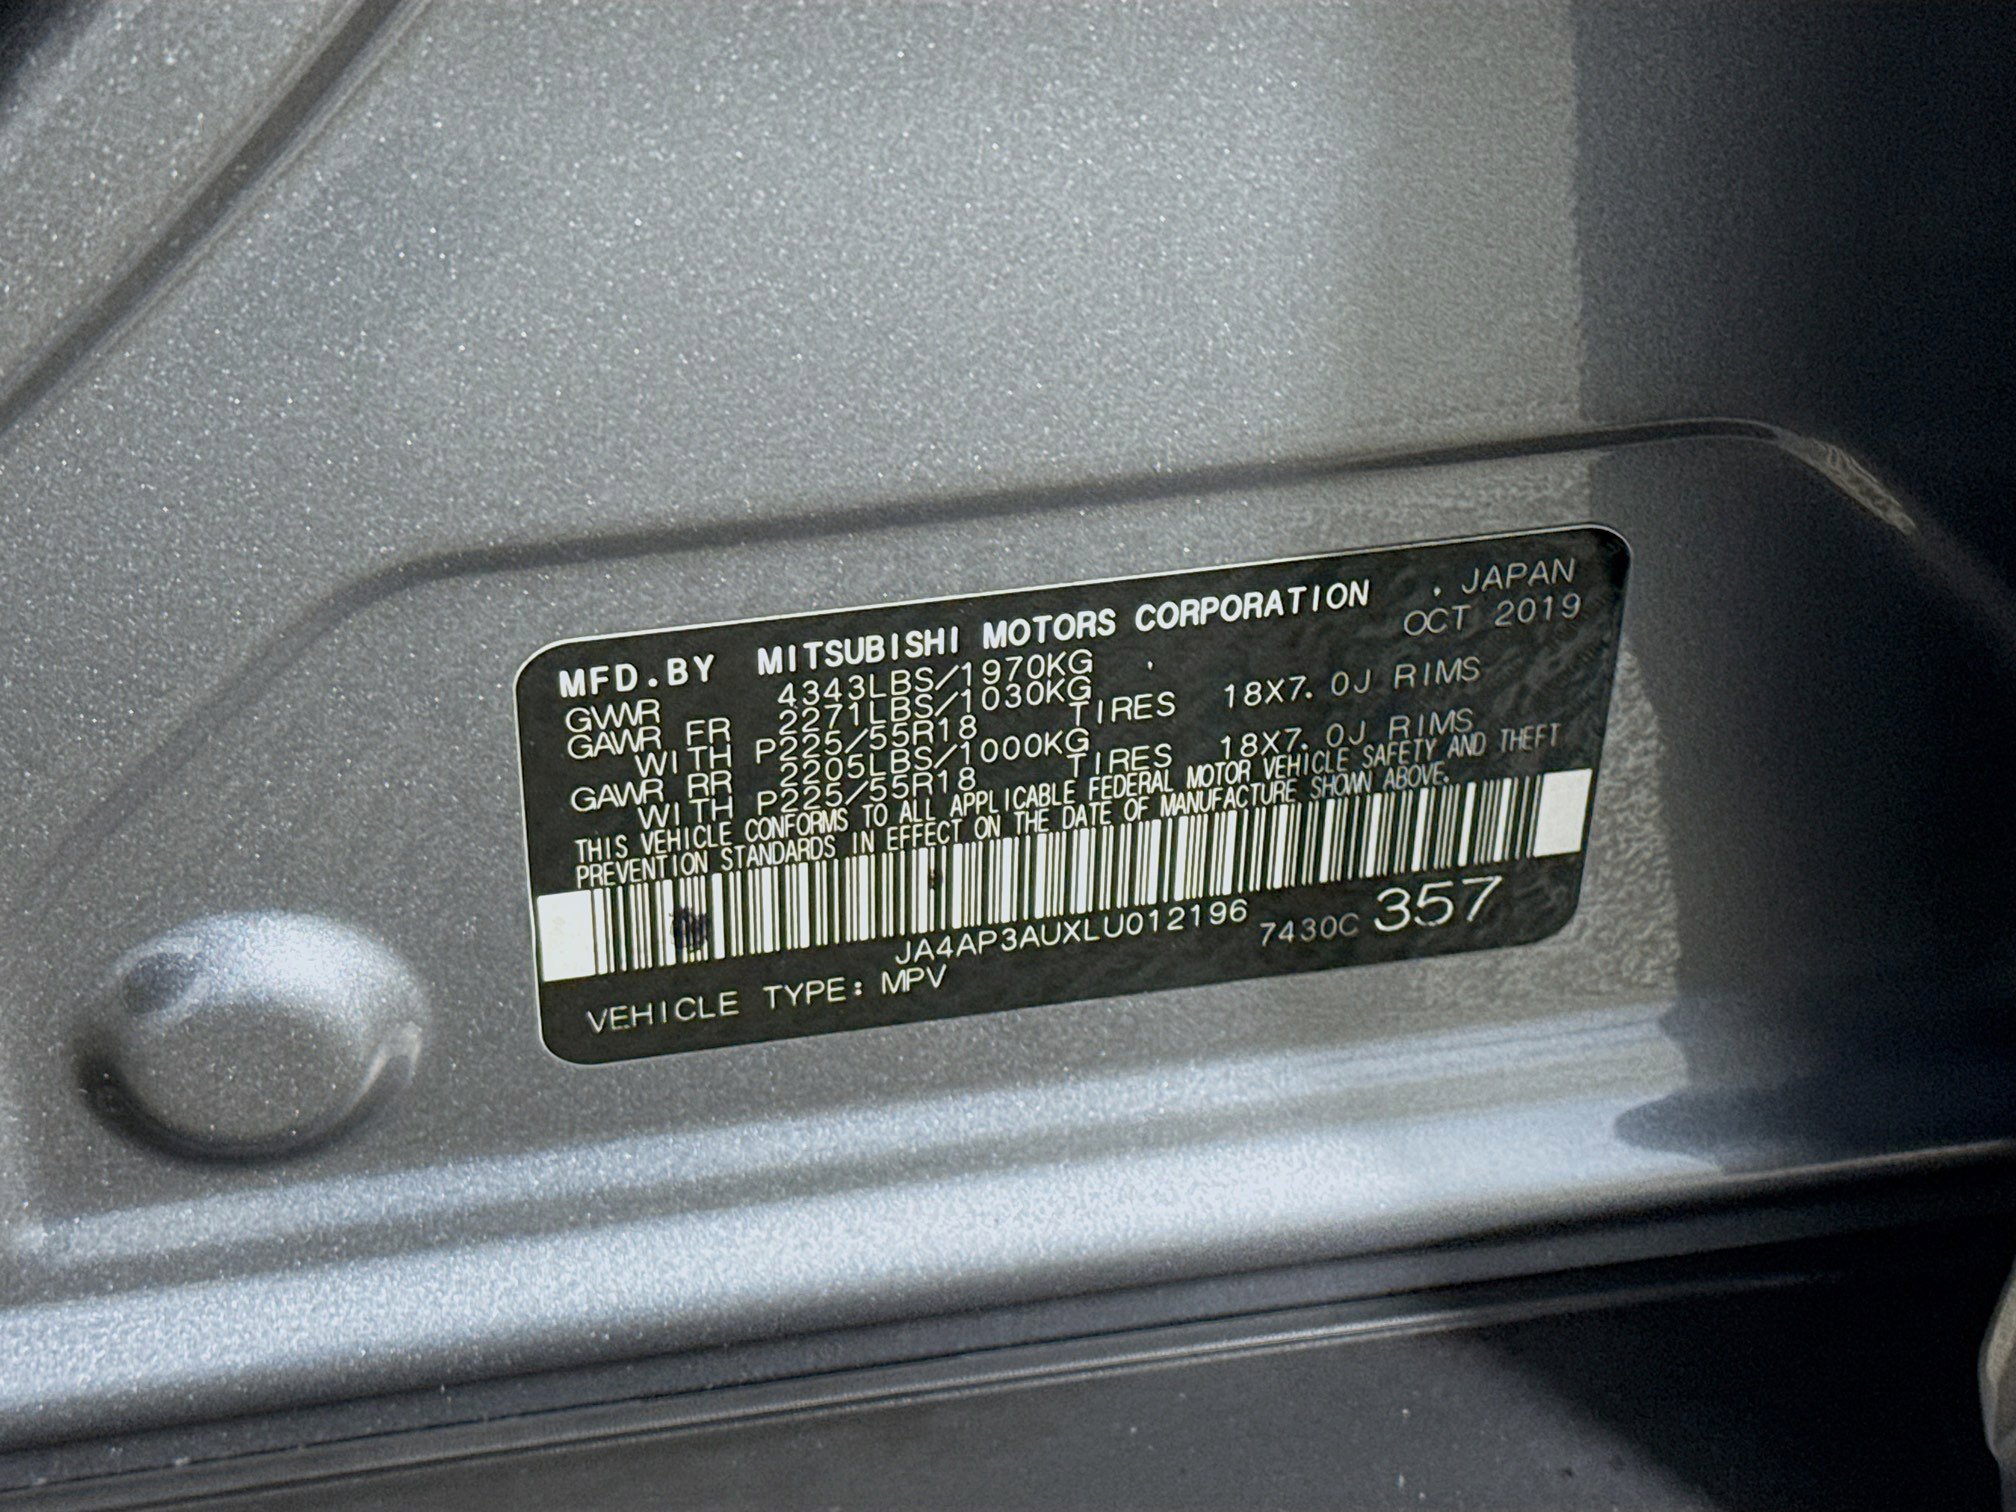 MFD.BY MITSUBISHI MOTORS CORPORATION . JAPAN
GVWR 4343LBS/1970KG OCT 2019
GAWR FR 2271LBS/1030KG
WITH P225/55R18 TIRES 18X7.0J RIMS
GAWR RR 2205LBS/1000KG
WITH P225/55R18 TIRES 18X7.0J RIMS
THIS VEHICLE CONFORMS TO ALL APPLICABLE FEDERAL MOTOR VEHICLE SAFETY AND THEFT
PREVENTION STANDARDS IN EFFECT ON THE DATE OF MANUFACTURE SHOWN ABOVE.
JA4AP3AUXLU012196 7430C 357
VEHICLE TYPE: MPV